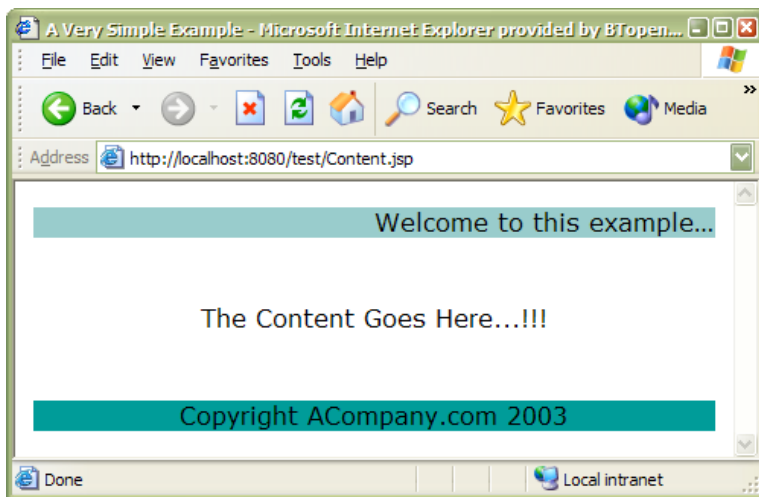 A Very Simple Example - Microsoft Internet Explorer provided by BTopen...
File Edit View Favorites Tools Help
Back Search Favorites Media »
Address http://localhost:8080/test/Content.jsp
Welcome to this example...
The Content Goes Here...!!!
Copyright ACompany.com 2003
Done Local intranet